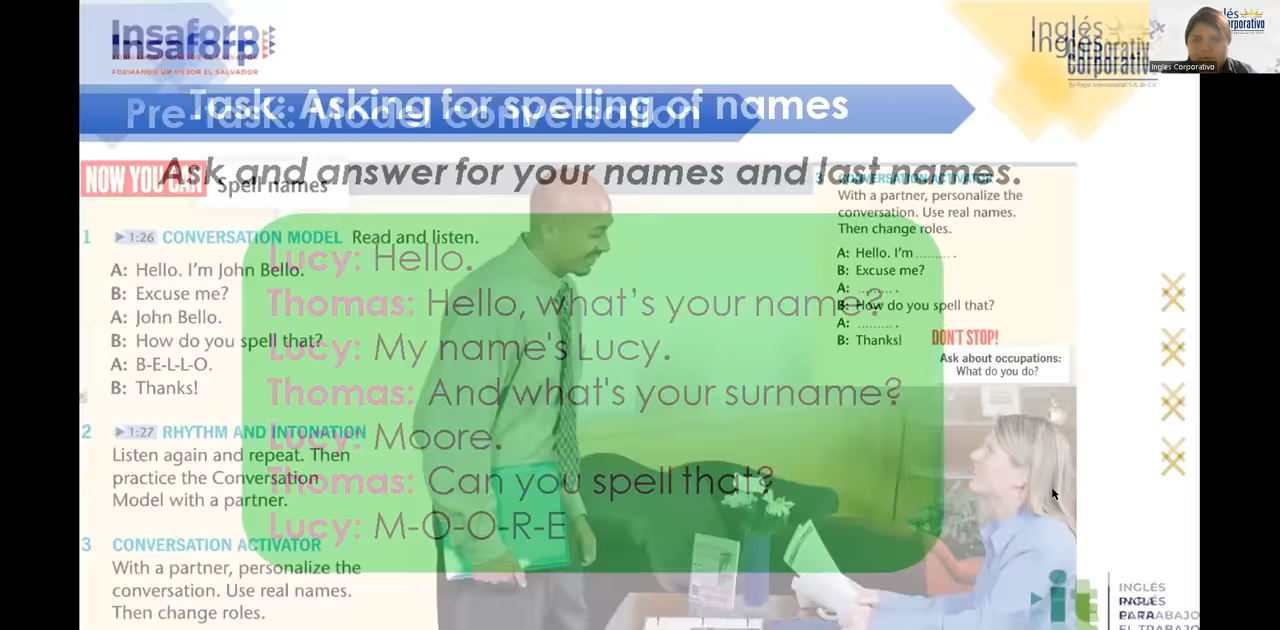 Insaforp
Insaforp
FORMANDO UN MEJOR EL SALVADOR
Inglés
Inglés
Corporativo
Inglés Corporativo
Pre-Task: Model conversation
Task: Asking for spelling of names
Ask and answer for your names and last names.
NOW YOU CAN Spell names
1 1:26 CONVERSATION MODEL Read and listen.
A: Hello. I'm John Bello.
B: Excuse me?
A: John Bello.
B: How do you spell that?
A: B-E-L-L-O.
B: Thanks!
2 1:27 RHYTHM AND INTONATION
Listen again and repeat. Then
practice the Conversation
Model with a partner.
3 CONVERSATION ACTIVATOR
With a partner, personalize the
conversation. Use real names.
Then change roles.
Lucy: Hello.
Thomas: Hello, what's your name?
Lucy: My name's Lucy.
Thomas: And what's your surname?
Lucy: Moore.
Thomas: Can you spell that?
Lucy: M-O-O-R-E
3 CONVERSATION ACTIVATOR
With a partner, personalize the
conversation. Use real names.
Then change roles.
A: Hello. I'm ......... .
B: Excuse me?
A: ......... .
B: How do you spell that?
A: ......... .
B: Thanks!
DON'T STOP!
Ask about occupations:
What do you do?
it
INGLÉS
INGLÉS
PARA
EL TRABAJO